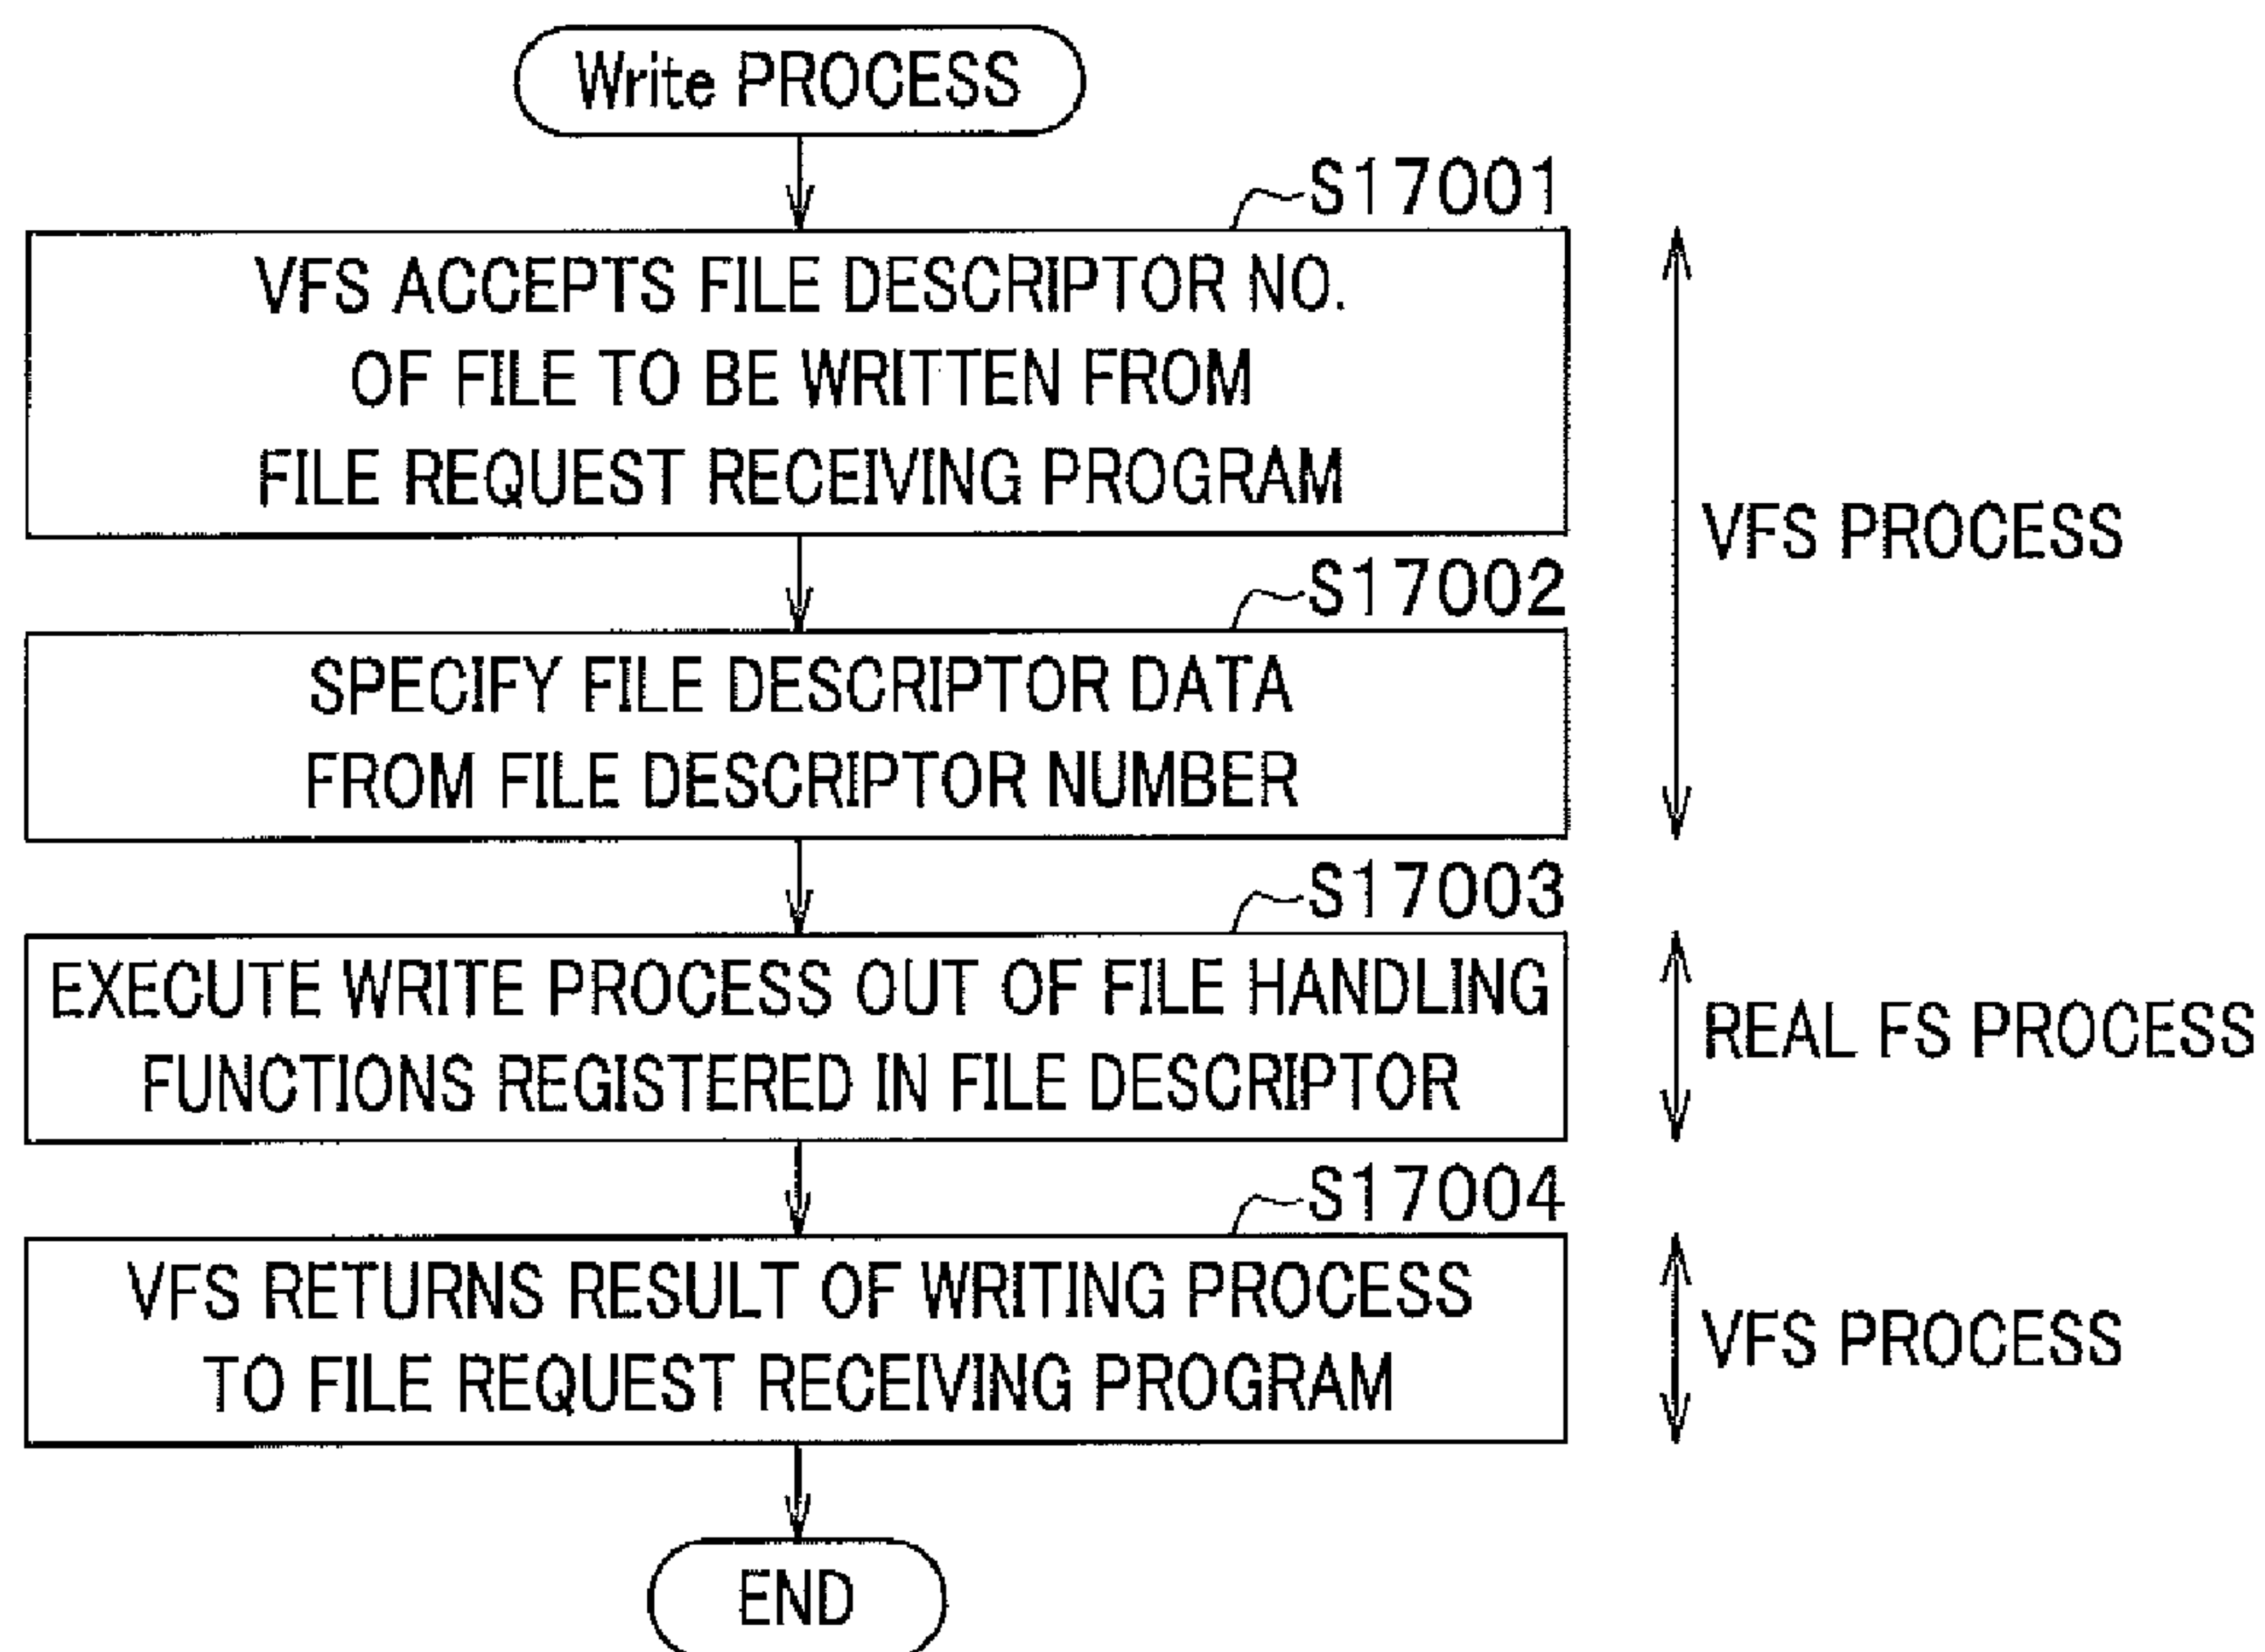 Write PROCESS
S17001
VFS ACCEPTS FILE DESCRIPTOR NO.
OF FILE TO BE WRITTEN FROM
FILE REQUEST RECEIVING PROGRAM
VFS PROCESS
S17002
SPECIFY FILE DESCRIPTOR DATA
FROM FILE DESCRIPTOR NUMBER
S17003
EXECUTE WRITE PROCESS OUT OF FILE HANDLING
FUNCTIONS REGISTERED IN FILE DESCRIPTOR
REAL FS PROCESS
S17004
VFS RETURNS RESULT OF WRITING PROCESS
TO FILE REQUEST RECEIVING PROGRAM
VFS PROCESS
END